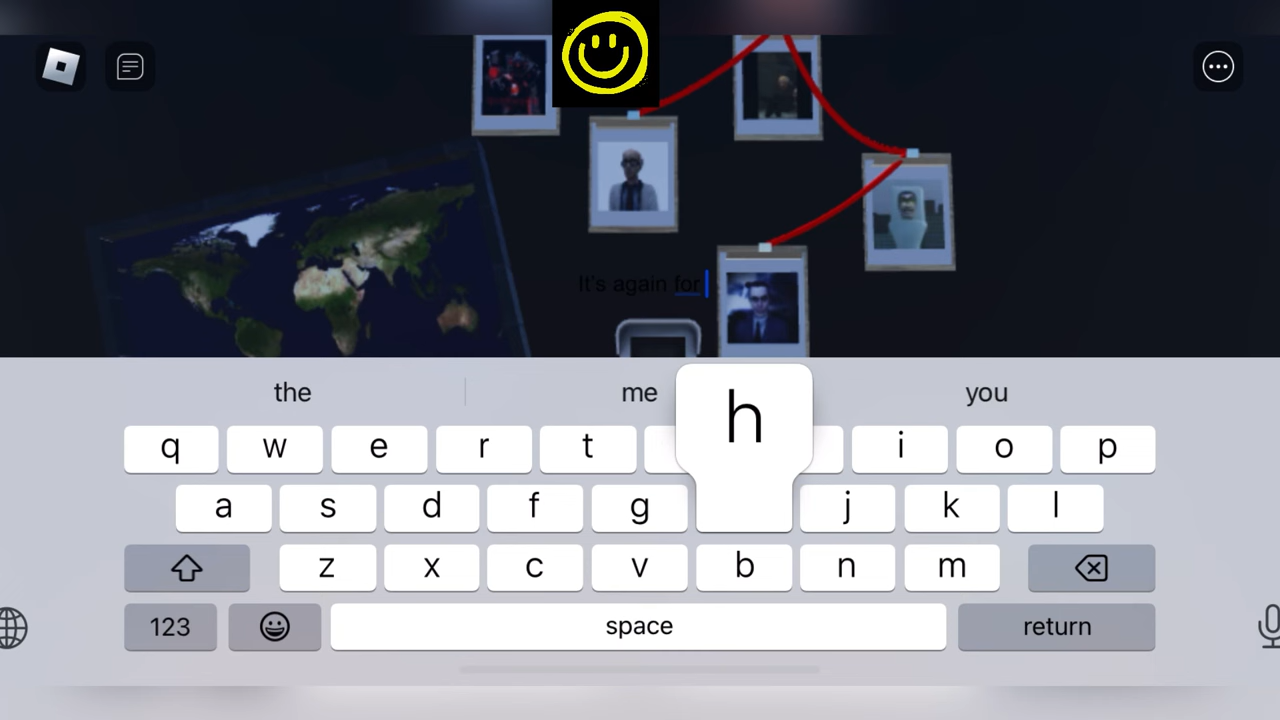 It's again for
the me you
h
q w e r t i o p
a s d f g j k l
z x c v b n m
123 space return